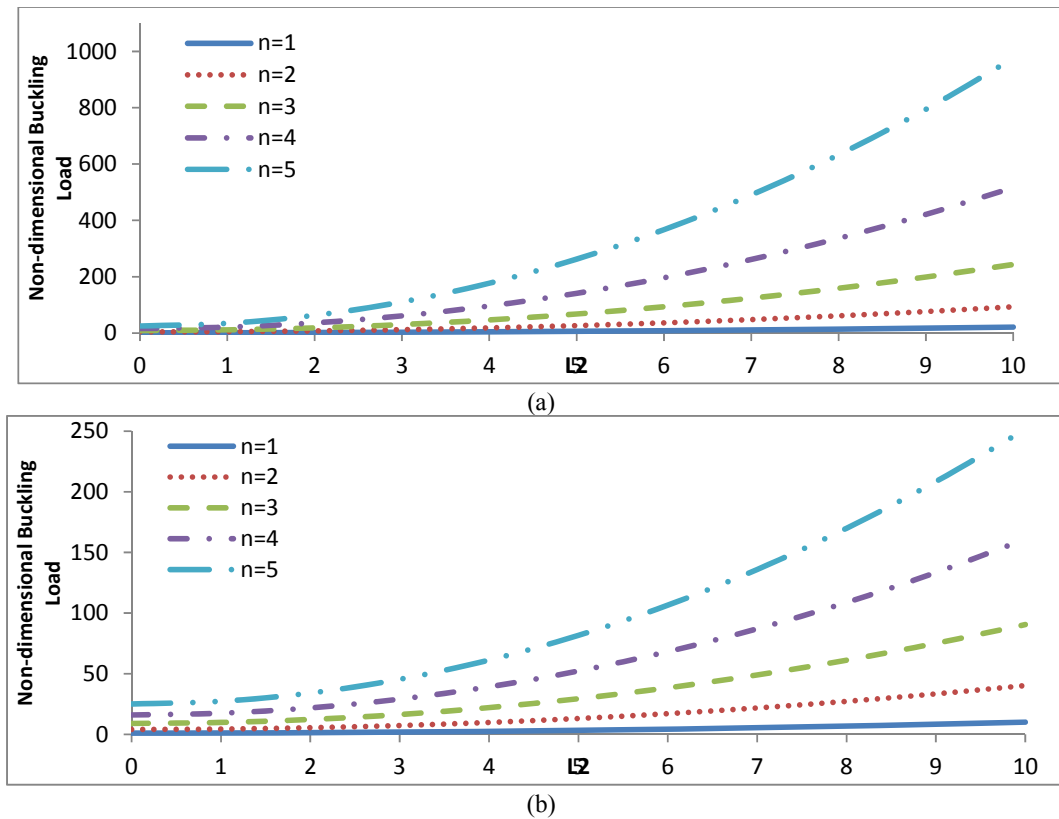 Non-dimensional Buckling
Load
1000
800
600
400
200
0
n=1
n=2
n=3
n=4
n=5
0 1 2 3 4 5 6 7 8 9 10
L2
(a)
Non-dimensional Buckling
Load
250
200
150
100
50
0
n=1
n=2
n=3
n=4
n=5
0 1 2 3 4 5 6 7 8 9 10
L2
(b)